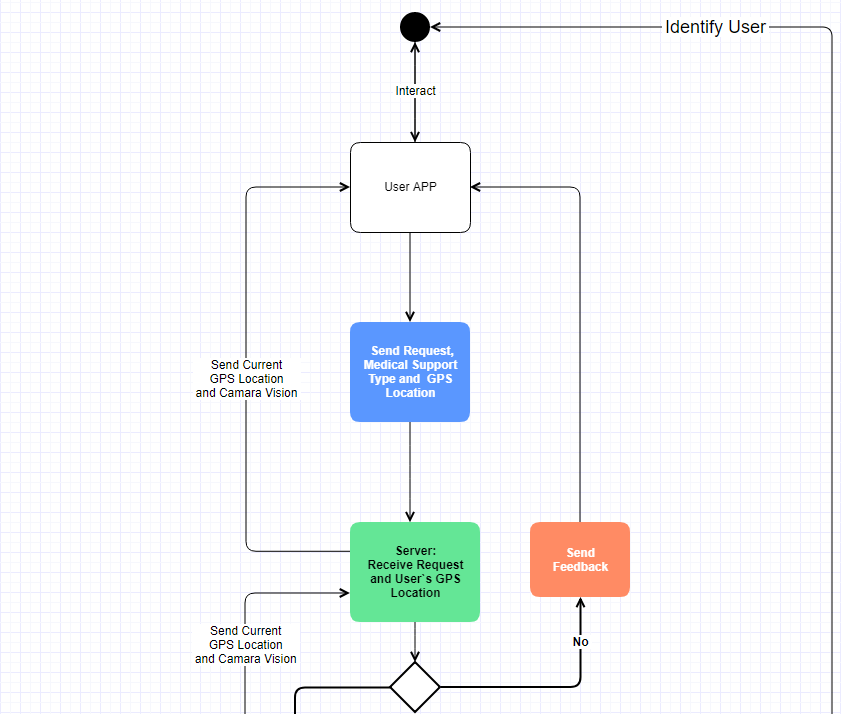 Identify User
Interact
User APP
Send Request,
Medical Support
Type and GPS
Location
Send Current
GPS Location
and Camara Vision
Server:
Receive Request
and User`s GPS
Location
Send
Feedback
Send Current
GPS Location
and Camara Vision
No